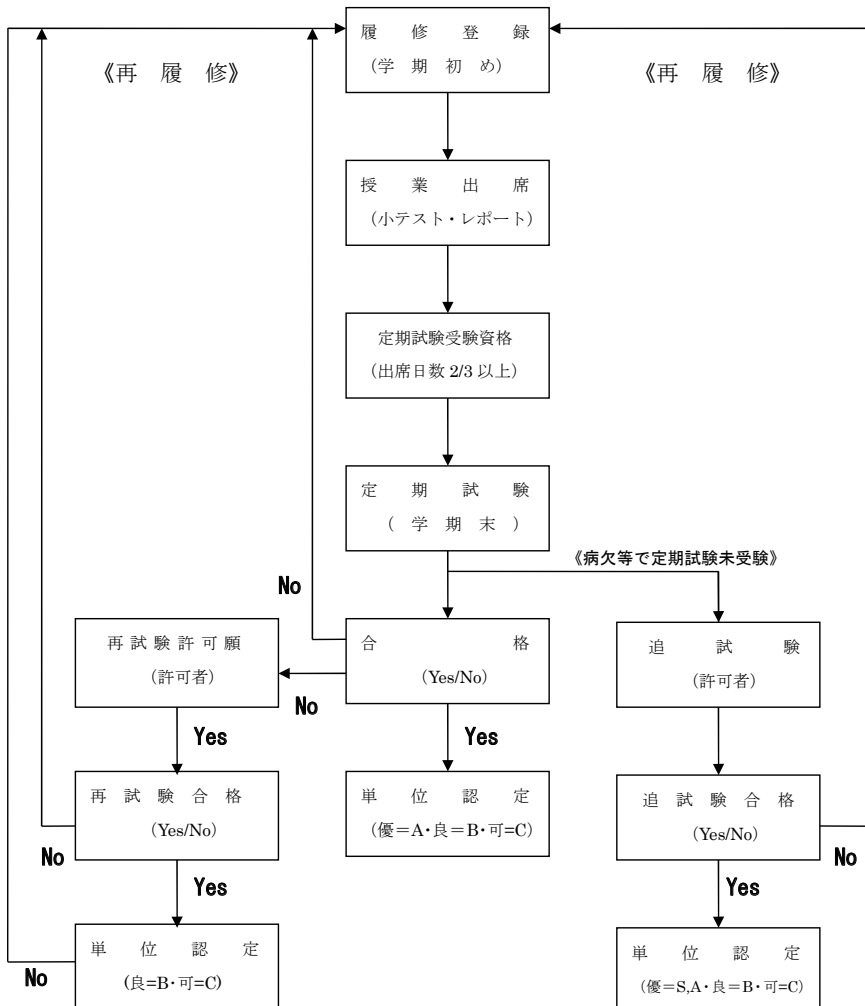 履修登録
(学期初め)
《再履修》
《再履修》
授業出席
(小テスト・レポート)
定期試験受験資格
(出席日数 2/3 以上)
定期試験
(学期末)
《病欠等で定期試験未受験》
No
再試験許可願
(許可者)
合格
(Yes/No)
追試験
(許可者)
No
Yes
Yes
再試験合格
(Yes/No)
単位認定
(優=A・良=B・可=C)
追試験合格
(Yes/No)
No
No
Yes
Yes
単位認定
(良=B・可=C)
No
単位認定
(優=S,A・良=B・可=C)